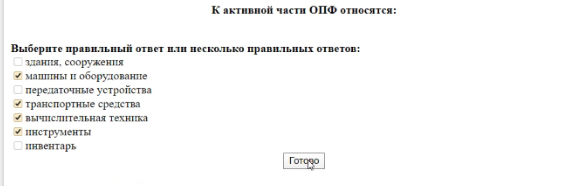 К активной части ОПФ относятся:
Выберите правильный ответ или несколько правильных ответов:
здания, сооружения
машины и оборудование
передаточные устройства
транспортные средства
вычислительная техника
инструменты
инвентарь
Готово